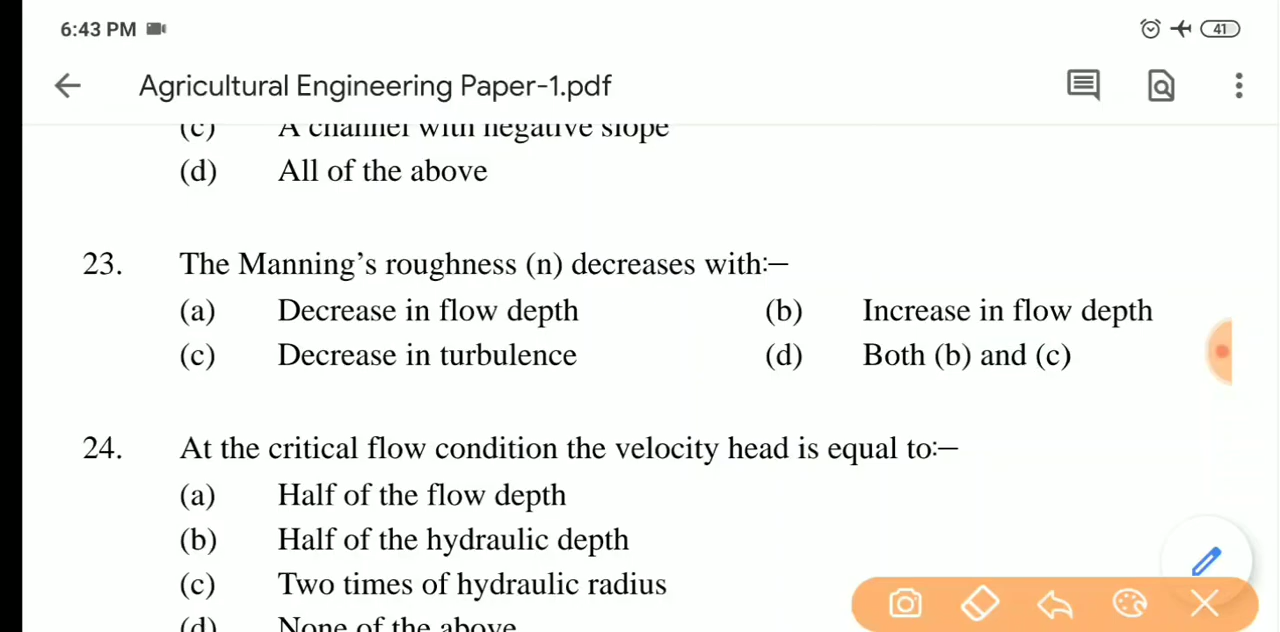 6:43 PM 41
Agricultural Engineering Paper-1.pdf
(c) A channel with negative slope
(d) All of the above
23. The Manning's roughness (n) decreases with:–
(a) Decrease in flow depth (b) Increase in flow depth
(c) Decrease in turbulence (d) Both (b) and (c)
24. At the critical flow condition the velocity head is equal to:–
(a) Half of the flow depth
(b) Half of the hydraulic depth
(c) Two times of hydraulic radius
(d) None of the above